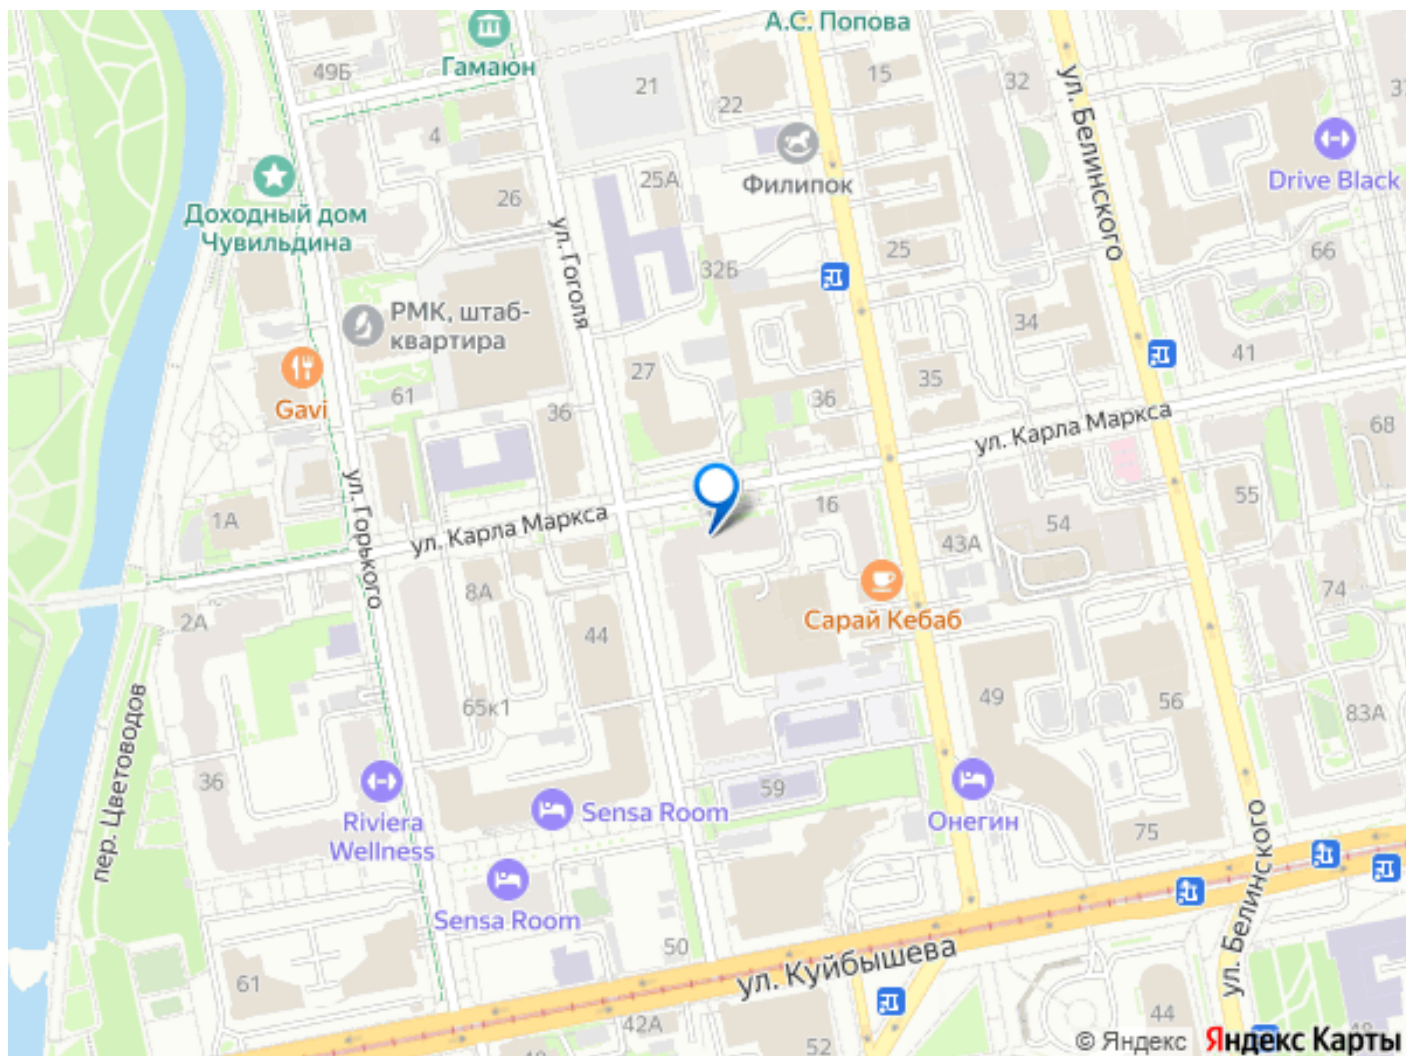 А.С. Попова
Гамаюн
49Б
21
22
15
32
37
4
ул. Белинского
Филипок
Drive Black
Доходный дом
Чувильдина
26
25А
ул. Гоголя
32Б
25
66
РМК, штаб-
квартира
34
41
27
35
Gavi
61
36
36
ул. Карла Маркса
68
ул. Горького
1А
ул. Карла Маркса
16
54
55
43А
8А
2А
44
Сарай Кебаб
74
пер. Цветоводов
65к1
49
56
83А
36
59
Riviera
Wellness
Sensa Room
Онегин
75
Sensa Room
ул. Белинского
50
ул. Куйбышева
61
42А
52
44
48
© Яндекс Яндекс Карты